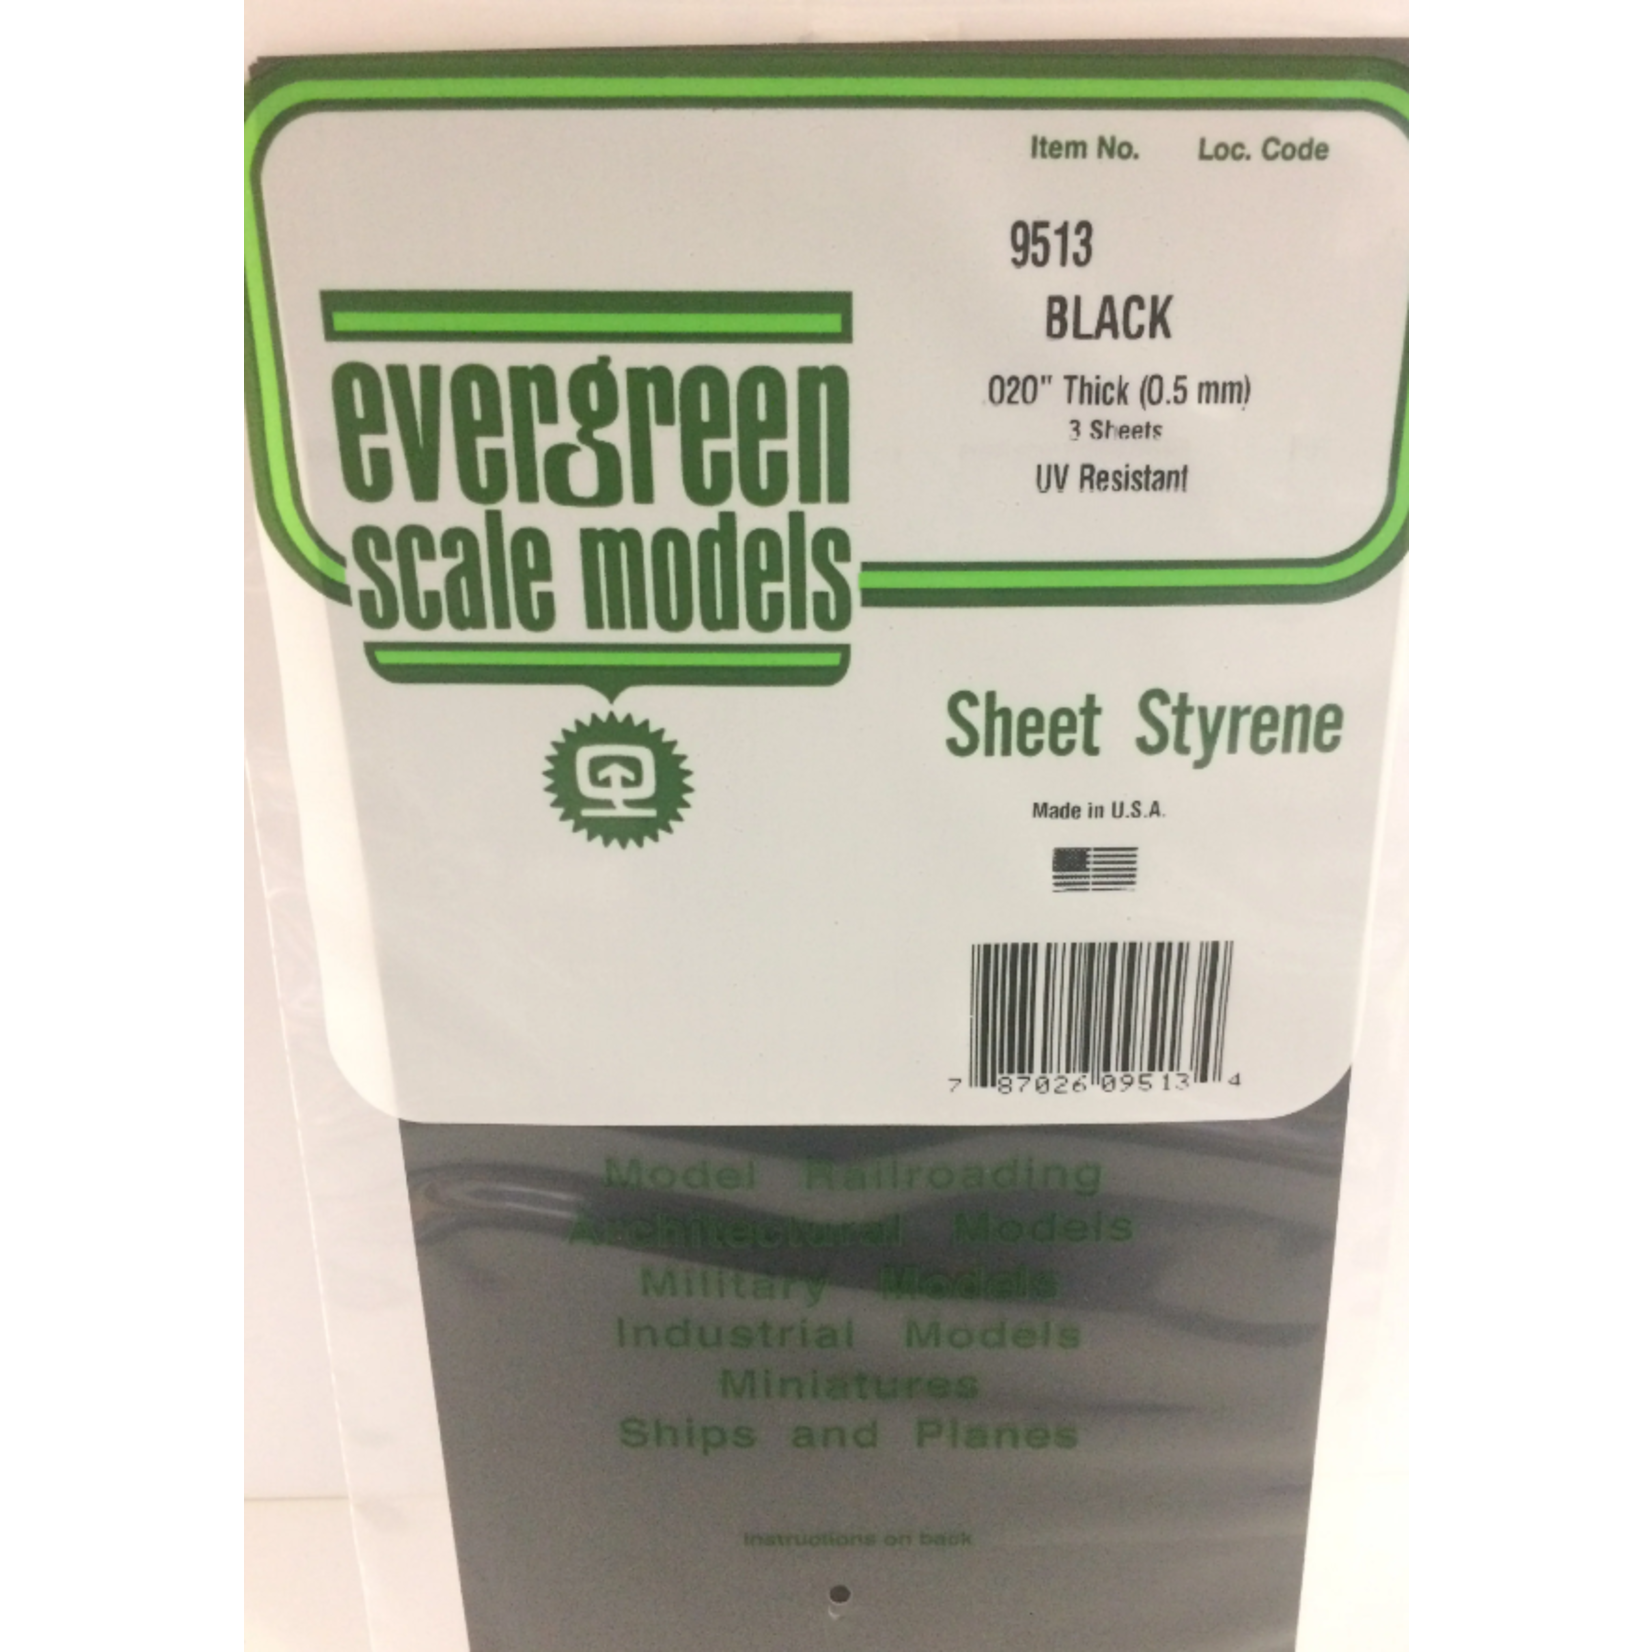 Item No. Loc. Code
9513
BLACK
.020" Thick (0.5 mm)
3 Sheets
UV Resistant
evergreen
scale models
Sheet Styrene
Made in U.S.A.
7 87026 09513 4
Model Railroading
Architectural Models
Military Models
Industrial Models
Miniatures
Ships and Planes
Instructions on back